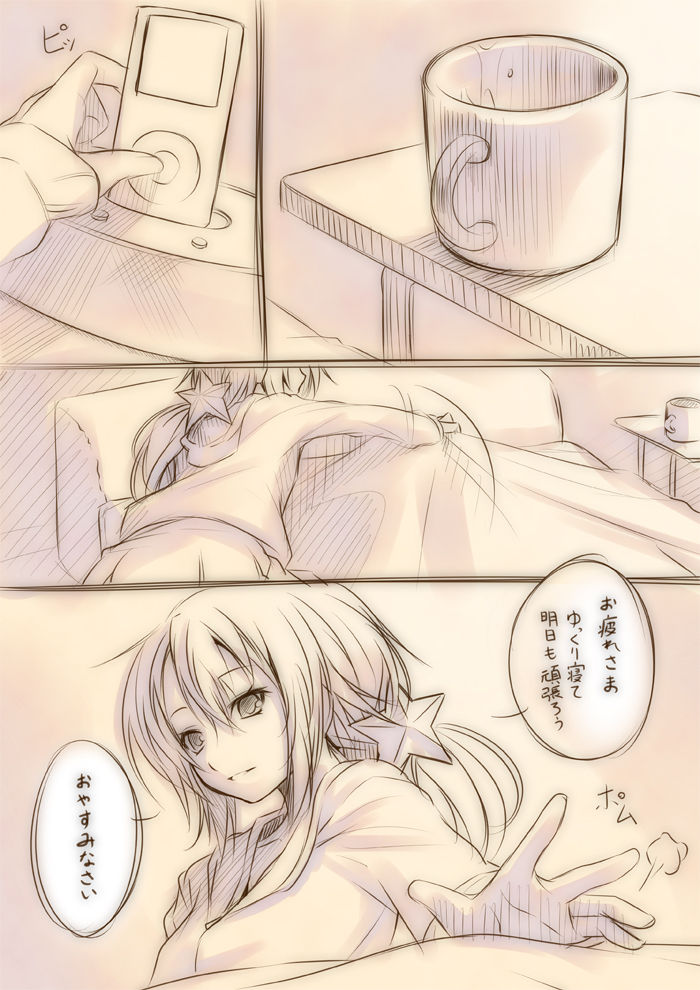 ピッ
お疲れさま
ゆっくり寝て
明日も頑張ろう
ポム
おやすみなさい